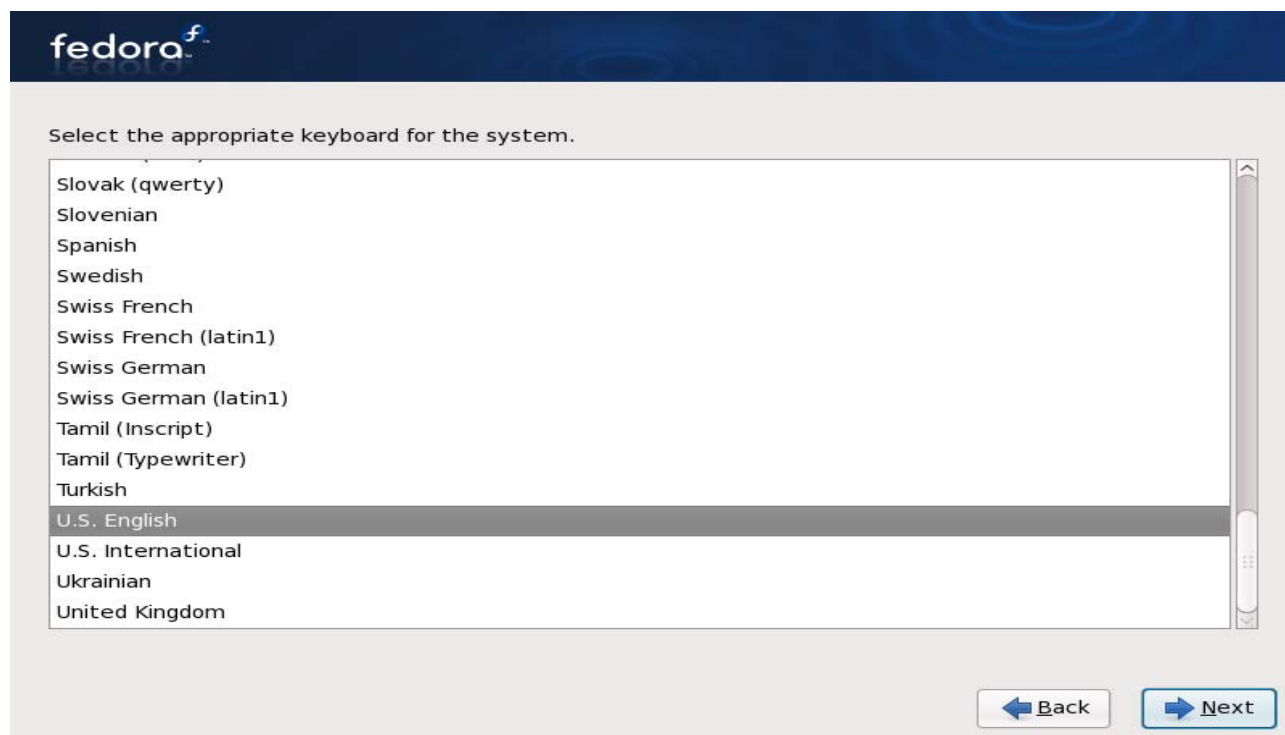 fedora
Select the appropriate keyboard for the system.
Slovak (qwerty)
Slovenian
Spanish
Swedish
Swiss French
Swiss French (latin1)
Swiss German
Swiss German (latin1)
Tamil (Inscript)
Tamil (Typewriter)
Turkish
U.S. English
U.S. International
Ukrainian
United Kingdom
Back
Next